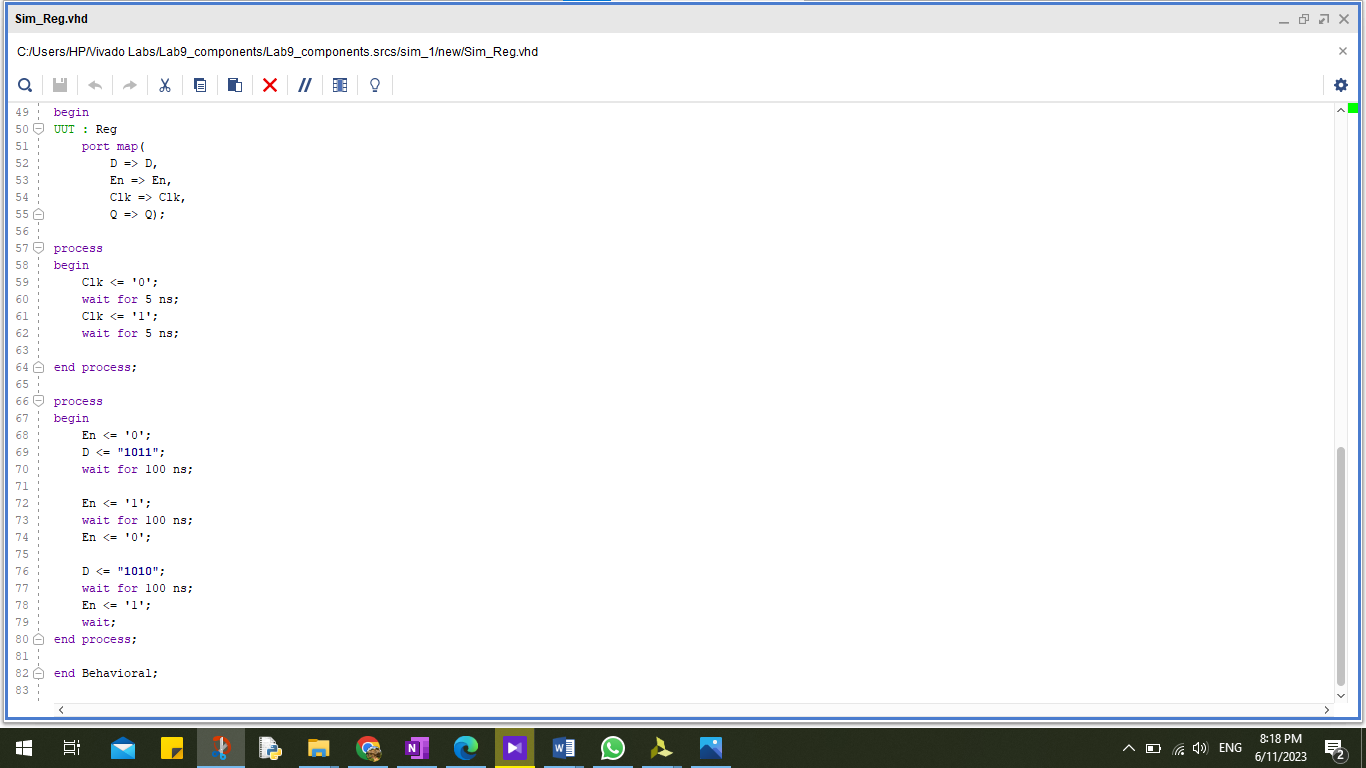 Sim_Reg.vhd
C:/Users/HP/Vivado Labs/Lab9_components/Lab9_components.srcs/sim_1/new/Sim_Reg.vhd
49 begin
50 UUT : Reg
51     port map(
52         D => D,
53         En => En,
54         Clk => Clk,
55         Q => Q);
56
57 process
58 begin
59     Clk <= '0';
60     wait for 5 ns;
61     Clk <= '1';
62     wait for 5 ns;
63
64 end process;
65
66 process
67 begin
68     En <= '0';
69     D <= "1011";
70     wait for 100 ns;
71
72     En <= '1';
73     wait for 100 ns;
74     En <= '0';
75
76     D <= "1010";
77     wait for 100 ns;
78     En <= '1';
79     wait;
80 end process;
81
82 end Behavioral;
83
ENG
8:18 PM
6/11/2023
2